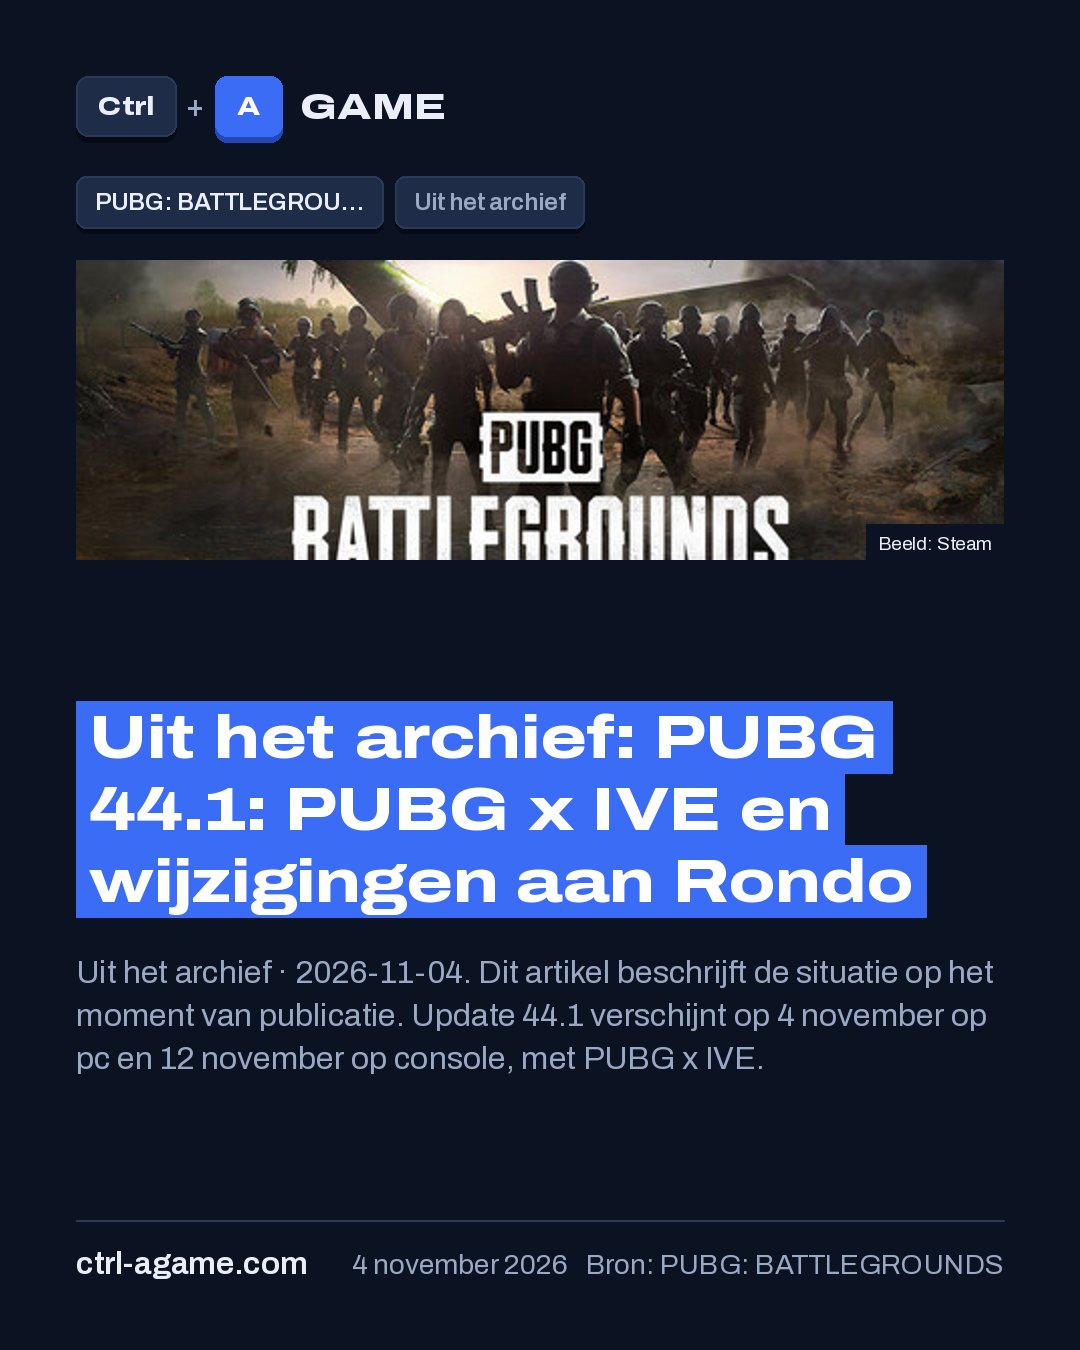 Ctrl + A GAME
PUBG: BATTLEGROU... Uit het archief
PUBG
BATTLEGROUNDS
Beeld: Steam
Uit het archief: PUBG
44.1: PUBG x IVE en
wijzigingen aan Rondo
Uit het archief · 2026-11-04. Dit artikel beschrijft de situatie op het
moment van publicatie. Update 44.1 verschijnt op 4 november op
pc en 12 november op console, met PUBG x IVE.
ctrl-agame.com 4 november 2026 Bron: PUBG: BATTLEGROUNDS